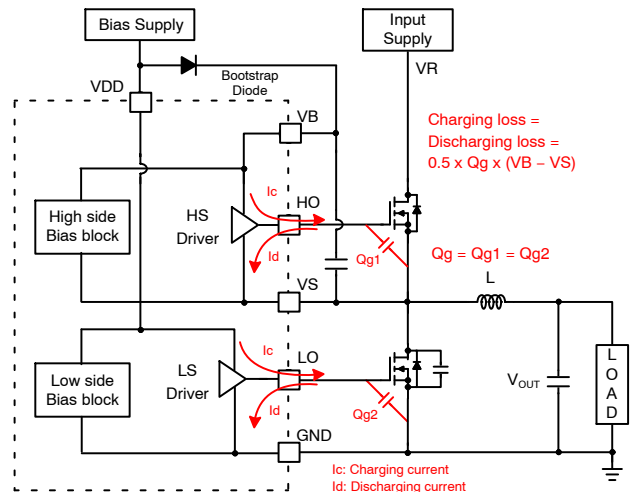 Bias Supply
Input
Supply
VDD
Bootstrap
Diode
VR
VB
Charging loss =
Discharging loss =
0.5 x Qg x (VB − VS)
Ic
HO
High side
Bias block
HS
Driver
Id
Qg1
Qg = Qg1 = Qg2
VS
L
Ic
LO
Low side
Bias block
LS
Driver
Id
Qg2
VOUT
LOAD
GND
Ic: Charging current
Id: Discharging current